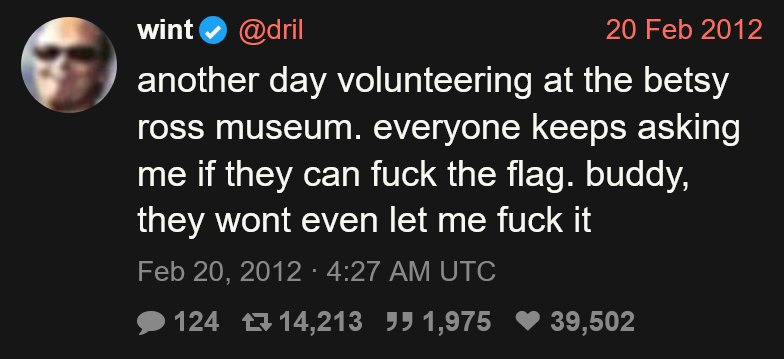 wint @dril 20 Feb 2012
another day volunteering at the betsy
ross museum. everyone keeps asking
me if they can fuck the flag. buddy,
they wont even let me fuck it
Feb 20, 2012 · 4:27 AM UTC
124 14,213 1,975 39,502